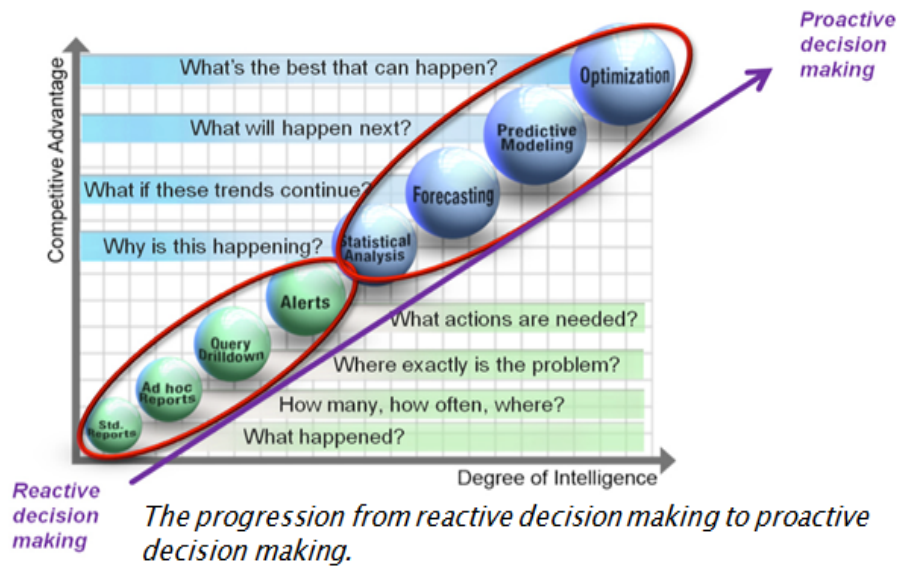 Proactive
decision
making
Competitive Advantage
What's the best that can happen?
Optimization
What will happen next?
Predictive
Modeling
What if these trends continue?
Forecasting
Why is this happening?
Statistical
Analysis
Alerts
What actions are needed?
Query
Drilldown
Where exactly is the problem?
Ad hoc
Reports
How many, how often, where?
Std.
Reports
What happened?
Degree of Intelligence
Reactive
decision
making
The progression from reactive decision making to proactive
decision making.